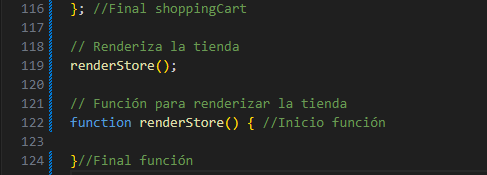 116 }; //Final shoppingCart
117
118 // Renderiza la tienda
119 renderStore();
120
121 // Función para renderizar la tienda
122 function renderStore() { //Inicio función
123
124 }//Final función